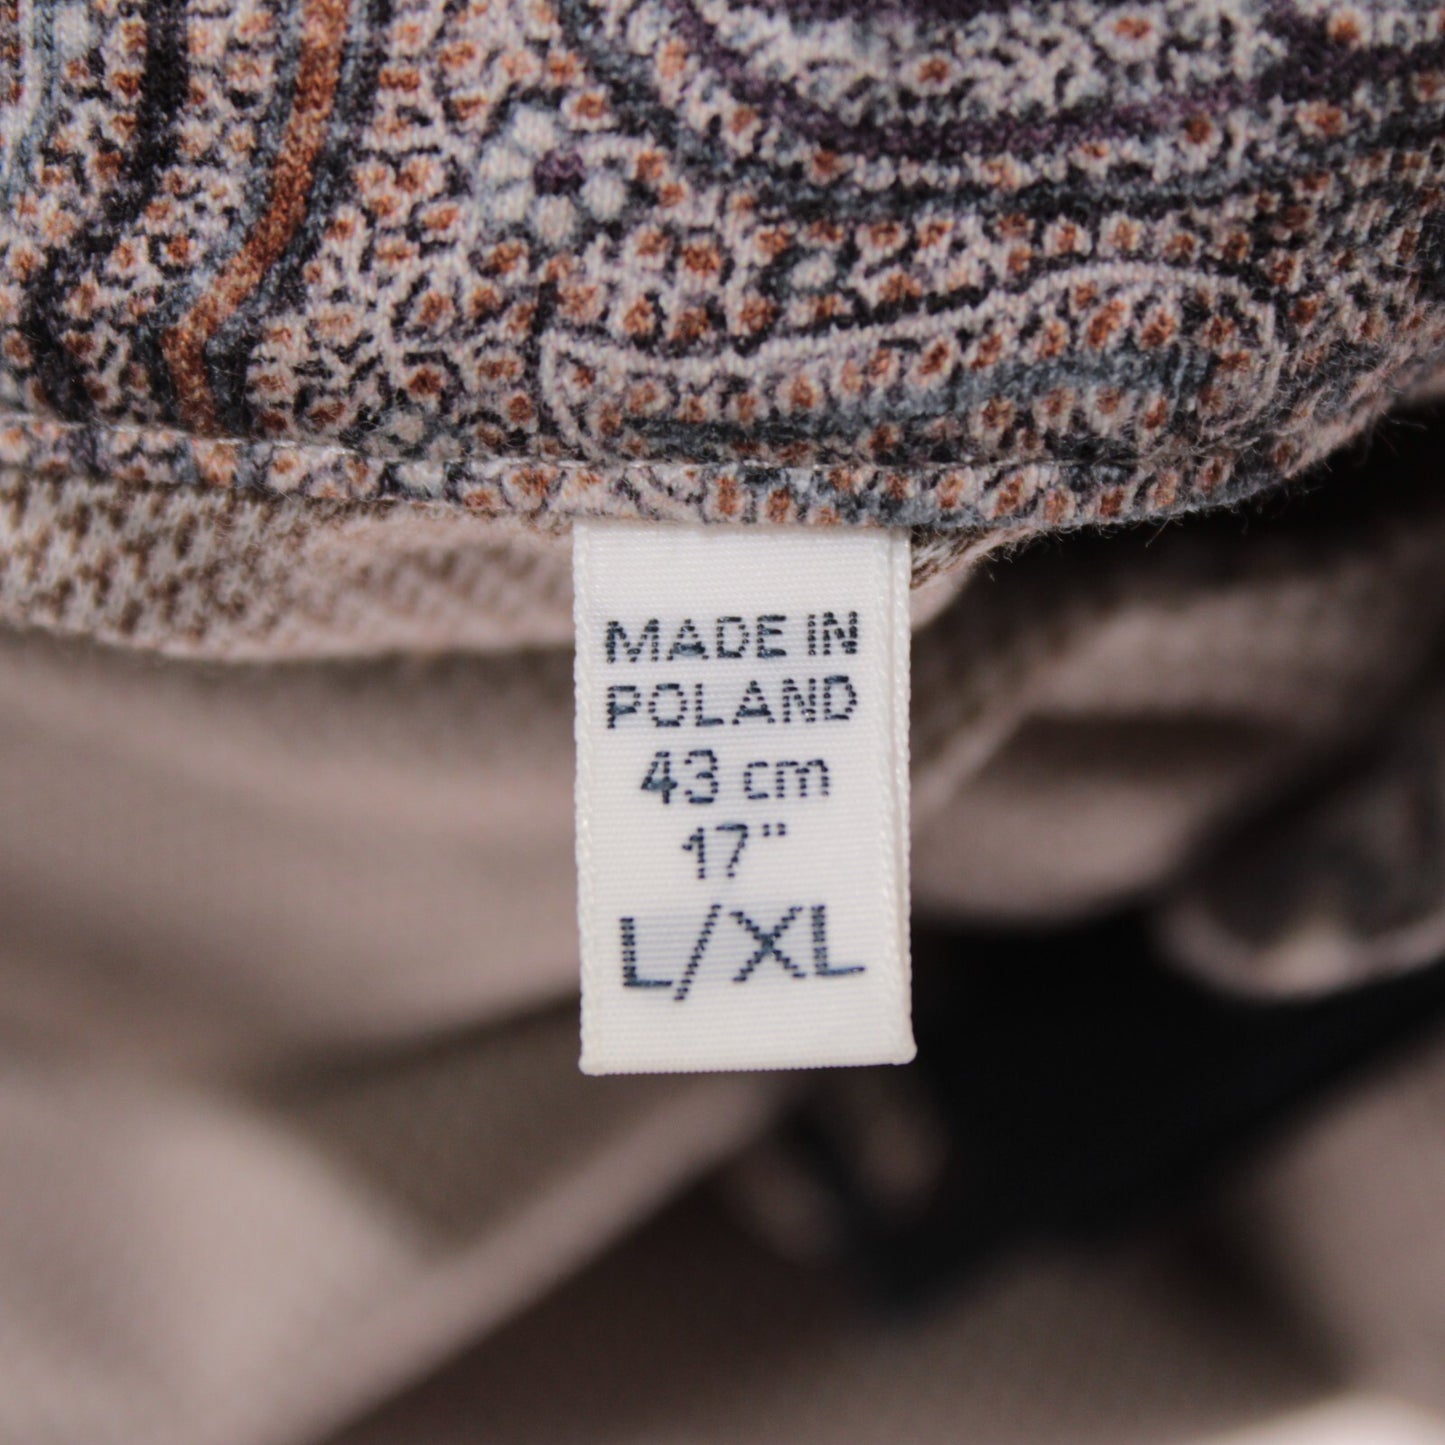 MADE IN
POLAND
43 cm
17"
L/XL